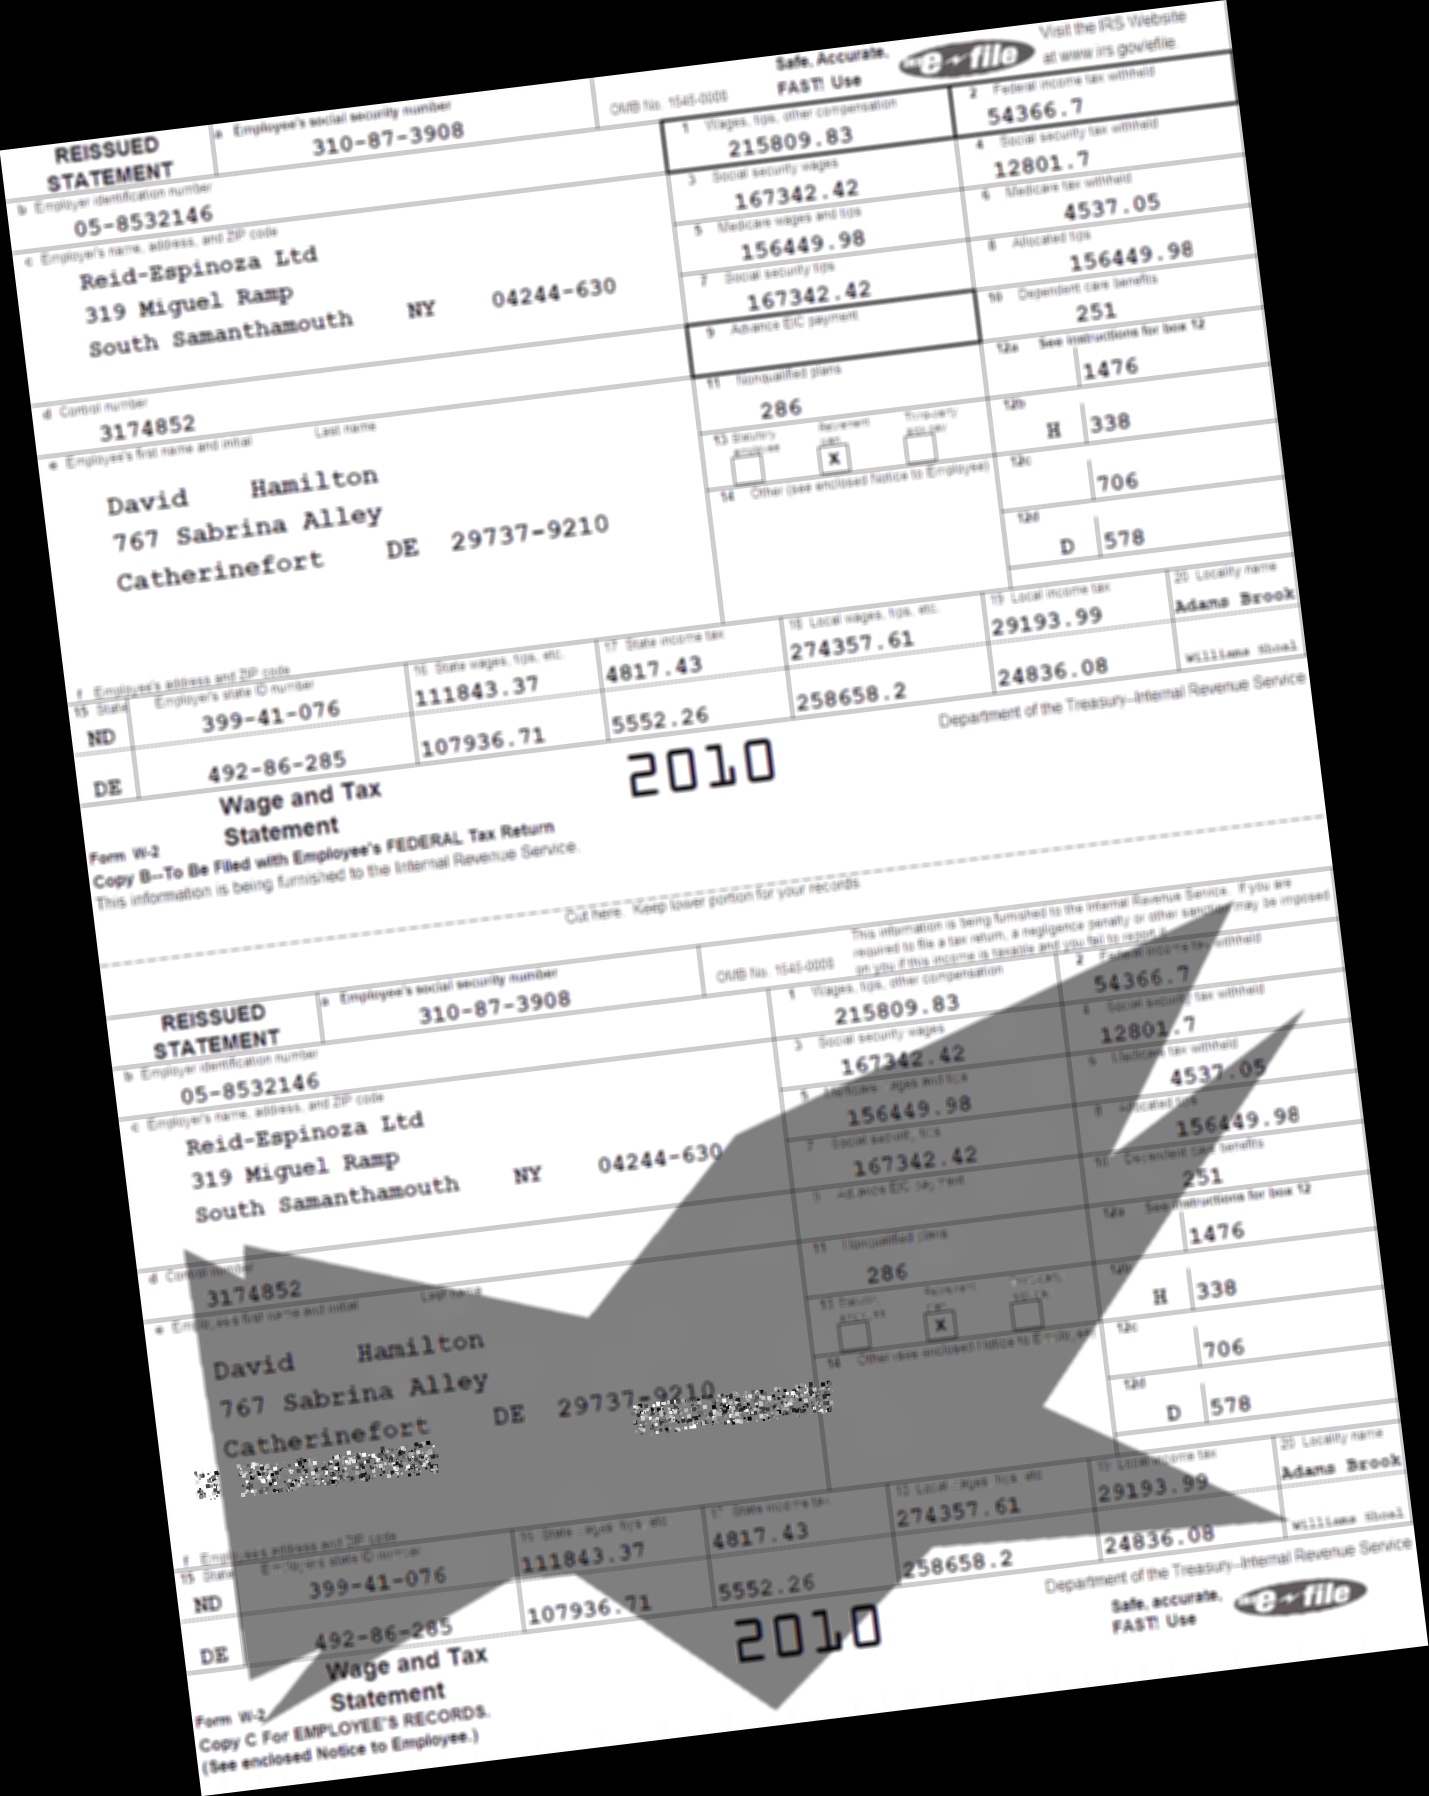 Safe, Accurate, FAST! Use e-file Visit the IRS Website at www.irs.gov/efile.
REISSUED STATEMENT
a Employee's social security number
310-87-3908
OMB No. 1545-0008
1 Wages, tips, other compensation
215809.83
2 Federal income tax withheld
54366.7
b Employer identification number
05-8532146
3 Social security wages
167342.42
4 Social security tax withheld
12801.7
c Employer's name, address, and ZIP code
Reid-Espinoza Ltd
319 Miguel Ramp
South Samanthamouth NY 04244-630
5 Medicare wages and tips
156449.98
6 Medicare tax withheld
4537.05
7 Social security tips
167342.42
8 Allocated tips
156449.98
9 Advance EIC payment
10 Dependent care benefits
251
d Control number
3174852
11 Nonqualified plans
286
12a See instructions for box 12
1476
e Employee's first name and initial Last name
David Hamilton
767 Sabrina Alley
Catherinefort DE 29737-9210
13 Statutory employee Retirement plan Third-party sick pay
X
12b
H 338
14 Other (see enclosed Notice to Employee)
12c
706
12d
D 578
f Employee's address and ZIP code
15 State Employer's state ID number
16 State wages, tips, etc.
17 State income tax
18 Local wages, tips, etc.
19 Local income tax
20 Locality name
ND 399-41-076 111843.37 4817.43 274357.61 29193.99 Adams Brook
DE 492-86-285 107936.71 5552.26 258658.2 24836.08 Williams Shoal
Form W-2 Wage and Tax Statement
2010
Department of the Treasury--Internal Revenue Service
Copy B--To Be Filed with Employee's FEDERAL Tax Return
This information is being furnished to the Internal Revenue Service.
Cut here. Keep lower portion for your records
This information is being furnished to the Internal Revenue Service. If you are
required to file a tax return, a negligence penalty or other sanction may be imposed
on you if this income is taxable and you fail to report it.
REISSUED STATEMENT
a Employee's social security number
310-87-3908
OMB No. 1545-0008
1 Wages, tips, other compensation
215809.83
2 Federal income tax withheld
54366.7
b Employer identification number
05-8532146
3 Social security wages
167342.42
4 Social security tax withheld
12801.7
c Employer's name, address, and ZIP code
Reid-Espinoza Ltd
319 Miguel Ramp
South Samanthamouth NY 04244-630
5 Medicare wages and tips
156449.98
6 Medicare tax withheld
4537.05
7 Social security tips
167342.42
8 Allocated tips
156449.98
9 Advance EIC payment
10 Dependent care benefits
251
d Control number
3174852
11 Nonqualified plans
286
12a See instructions for box 12
1476
e Employee's first name and initial Last name
David Hamilton
767 Sabrina Alley
Catherinefort DE 29737-9210
13 Statutory employee Retirement plan Third-party sick pay
X
12b
H 338
14 Other (see enclosed Notice to Employee)
12c
706
12d
D 578
f Employee's address and ZIP code
15 State Employer's state ID number
16 State wages, tips, etc.
17 State income tax
18 Local wages, tips, etc.
19 Local income tax
20 Locality name
ND 399-41-076 111843.37 4817.43 274357.61 29193.99 Adams Brook
DE 492-86-285 107936.71 5552.26 258658.2 24836.08 Williams Shoal
Form W-2 Wage and Tax Statement
2010
Department of the Treasury--Internal Revenue Service
Safe, accurate, FAST! Use e-file
Copy C For EMPLOYEE'S RECORDS.
(See enclosed Notice to Employee.)